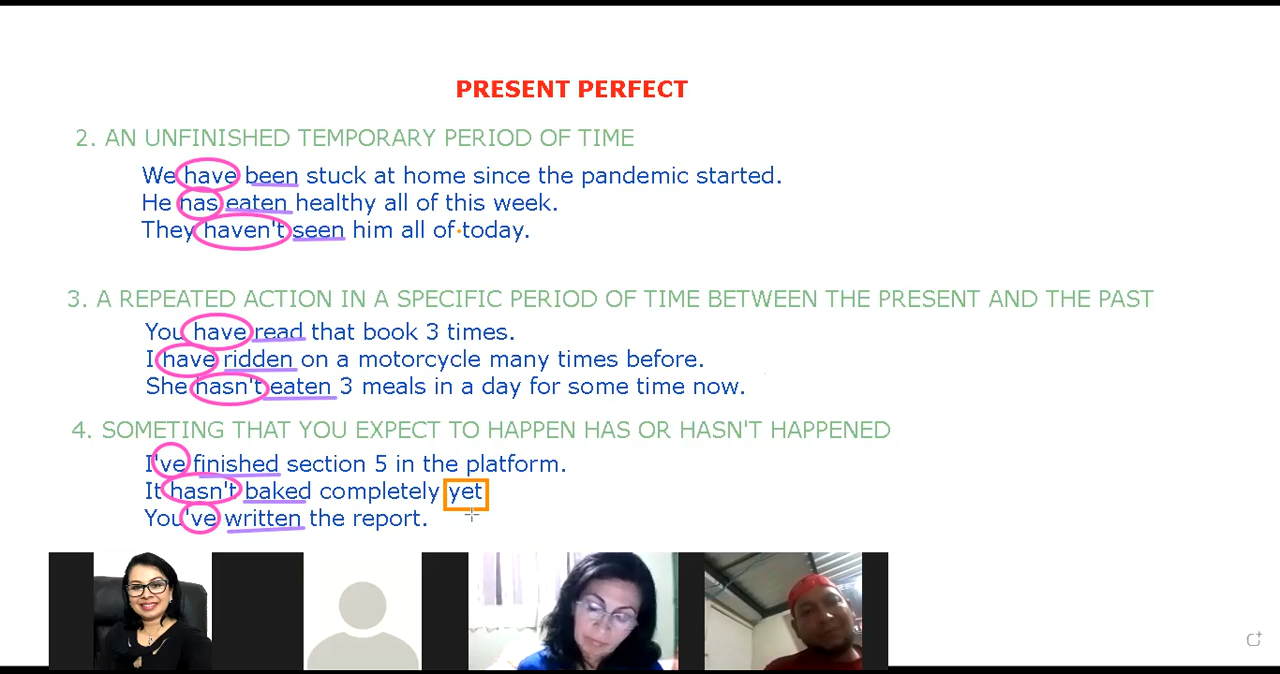 PRESENT PERFECT
2. AN UNFINISHED TEMPORARY PERIOD OF TIME
We have been stuck at home since the pandemic started.
He has eaten healthy all of this week.
They haven't seen him all of today.
3. A REPEATED ACTION IN A SPECIFIC PERIOD OF TIME BETWEEN THE PRESENT AND THE PAST
You have read that book 3 times.
I have ridden on a motorcycle many times before.
She hasn't eaten 3 meals in a day for some time now.
4. SOMETING THAT YOU EXPECT TO HAPPEN HAS OR HASN'T HAPPENED
I've finished section 5 in the platform.
It hasn't baked completely yet
You've written the report.